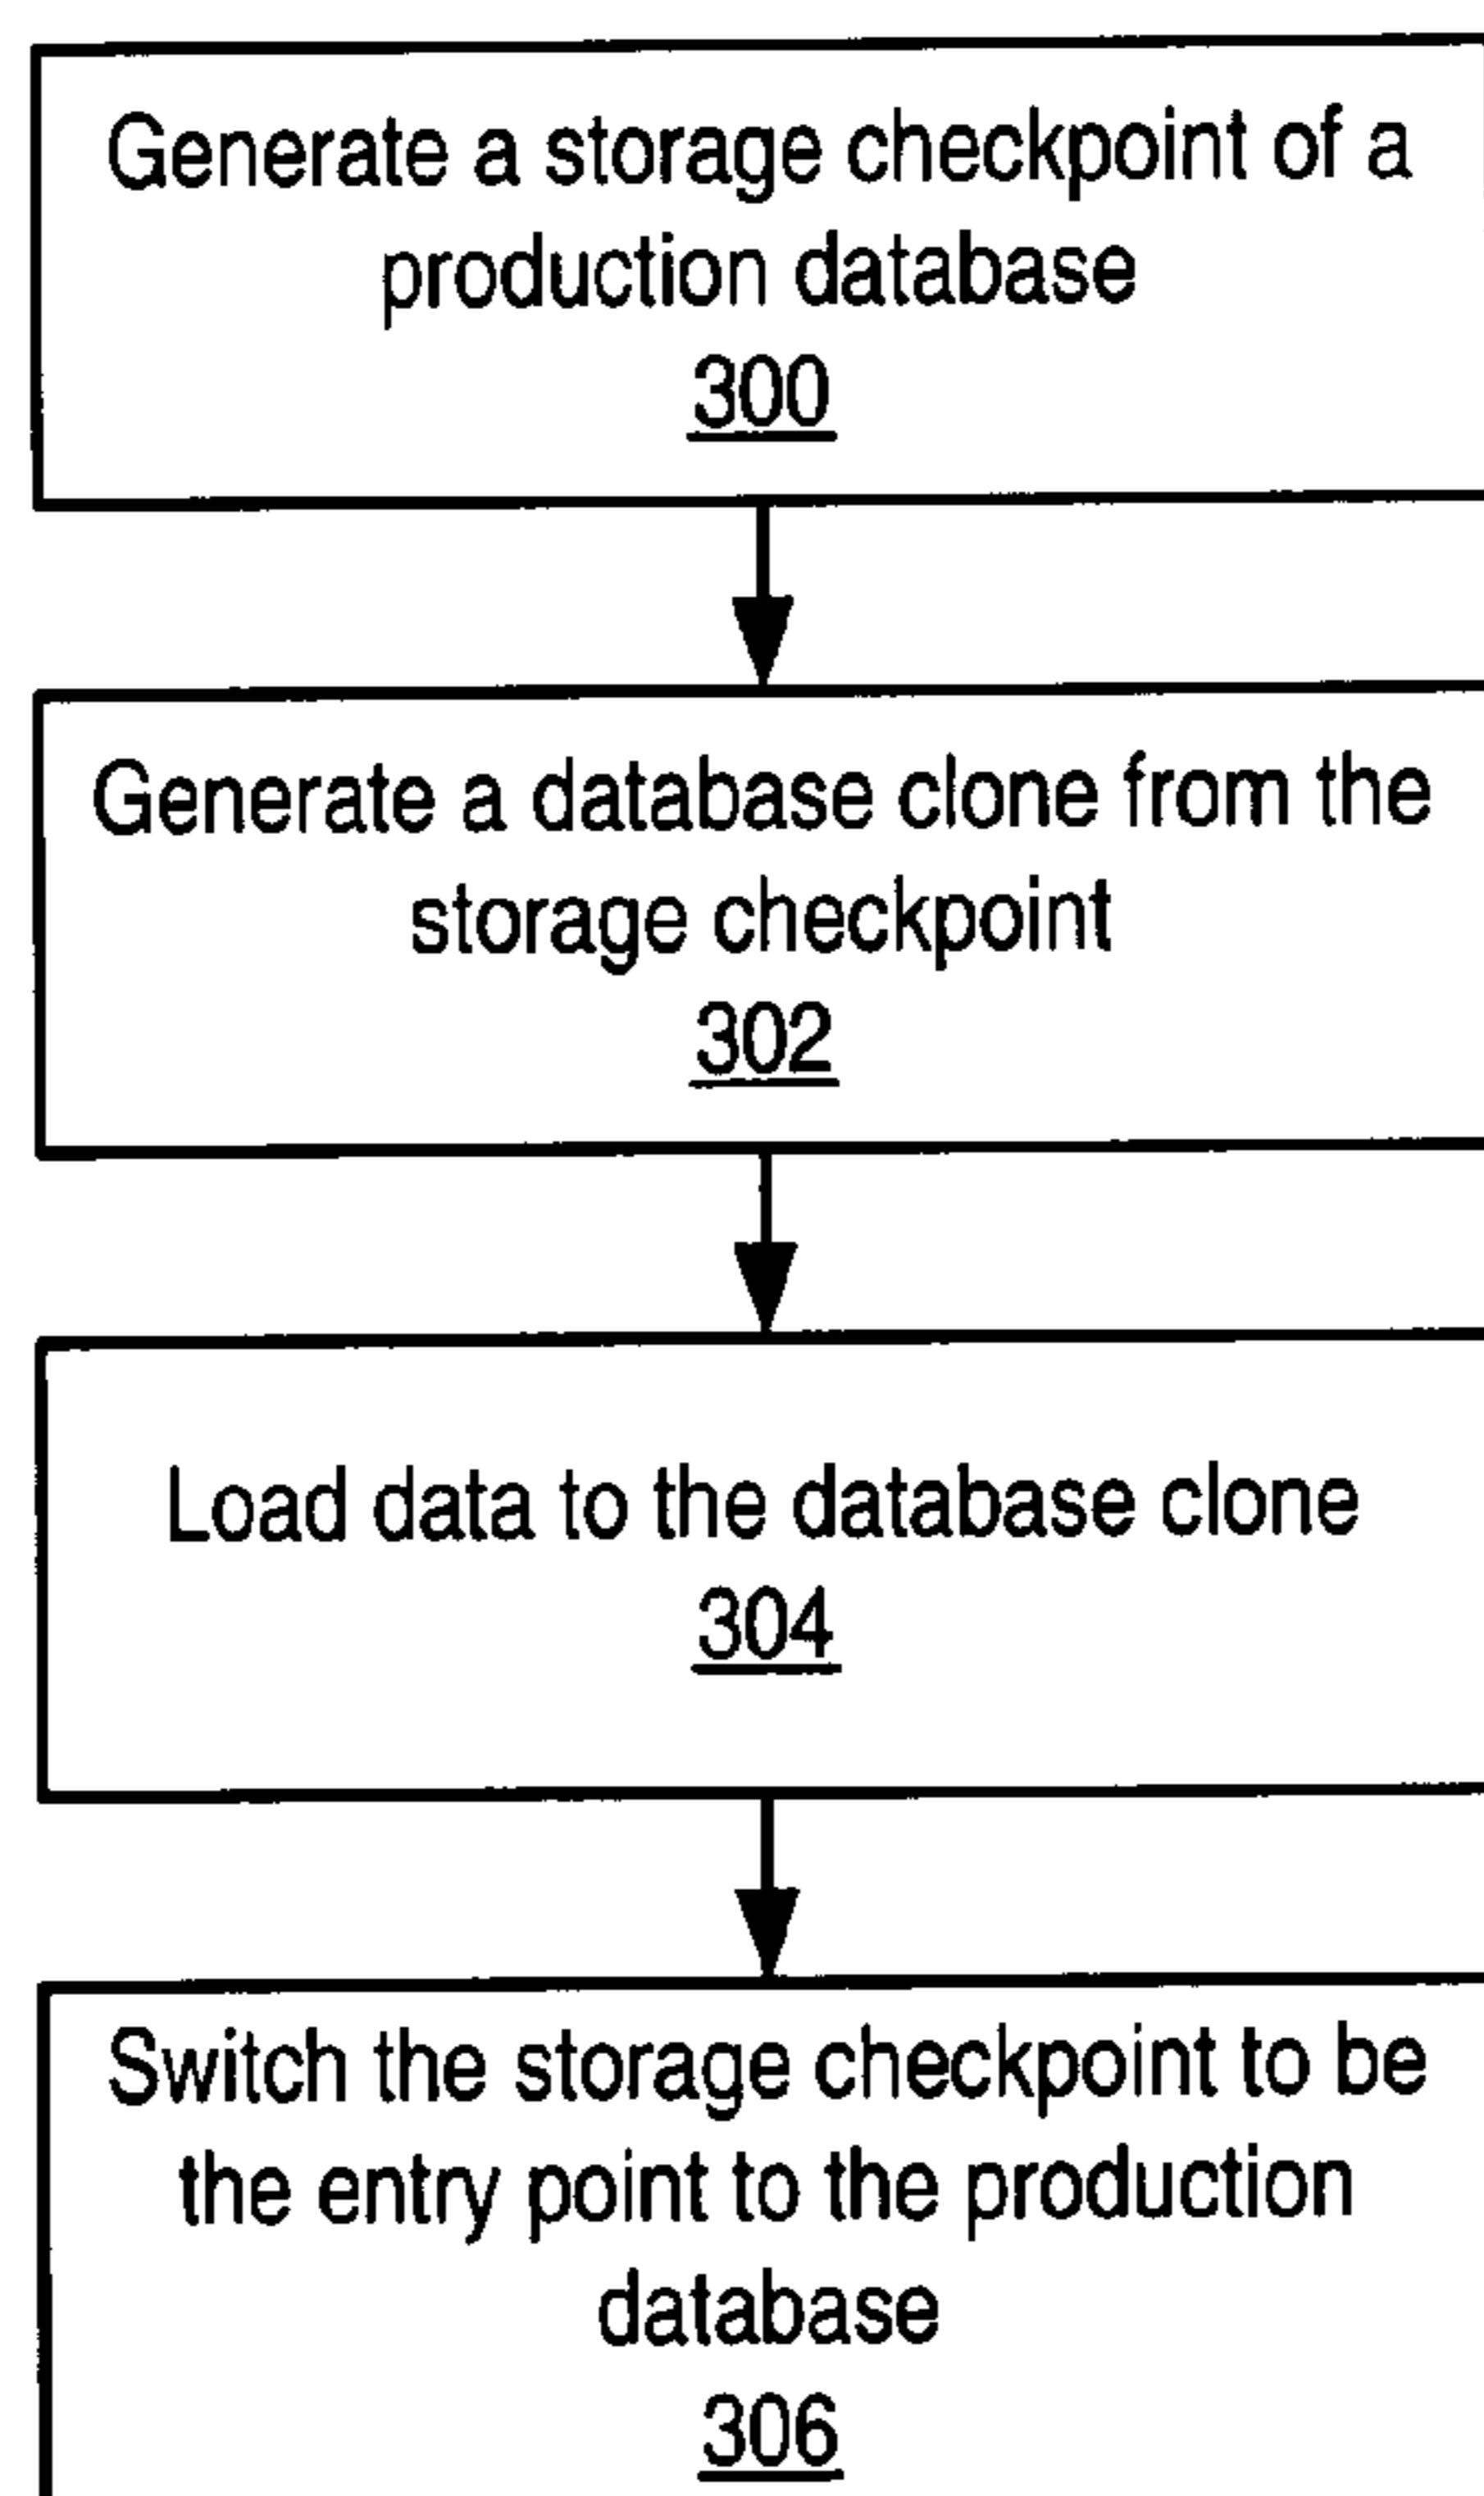 Generate a storage checkpoint of a
production database
300
Generate a database clone from the
storage checkpoint
302
Load data to the database clone
304
Switch the storage checkpoint to be
the entry point to the production
database
306